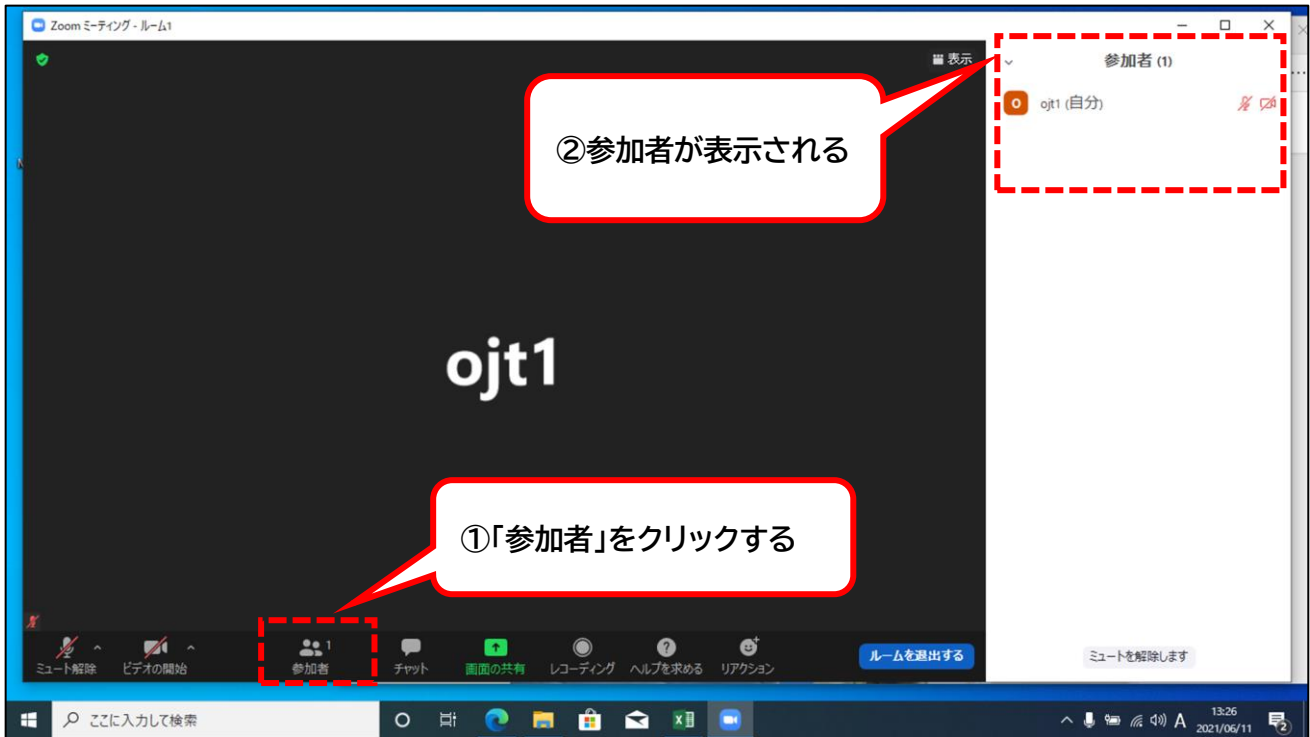 Zoom ミーティング - ルーム1
表示
参加者 (1)
o ojt1 (自分)
②参加者が表示される
ojt1
①「参加者」をクリックする
1
ミュート解除 ビデオの開始 参加者 チャット 画面の共有 レコーディング ヘルプを求める リアクション ルームを退出する ミュートを解除します
ここに入力して検索
A 13:26
2021/06/11
2